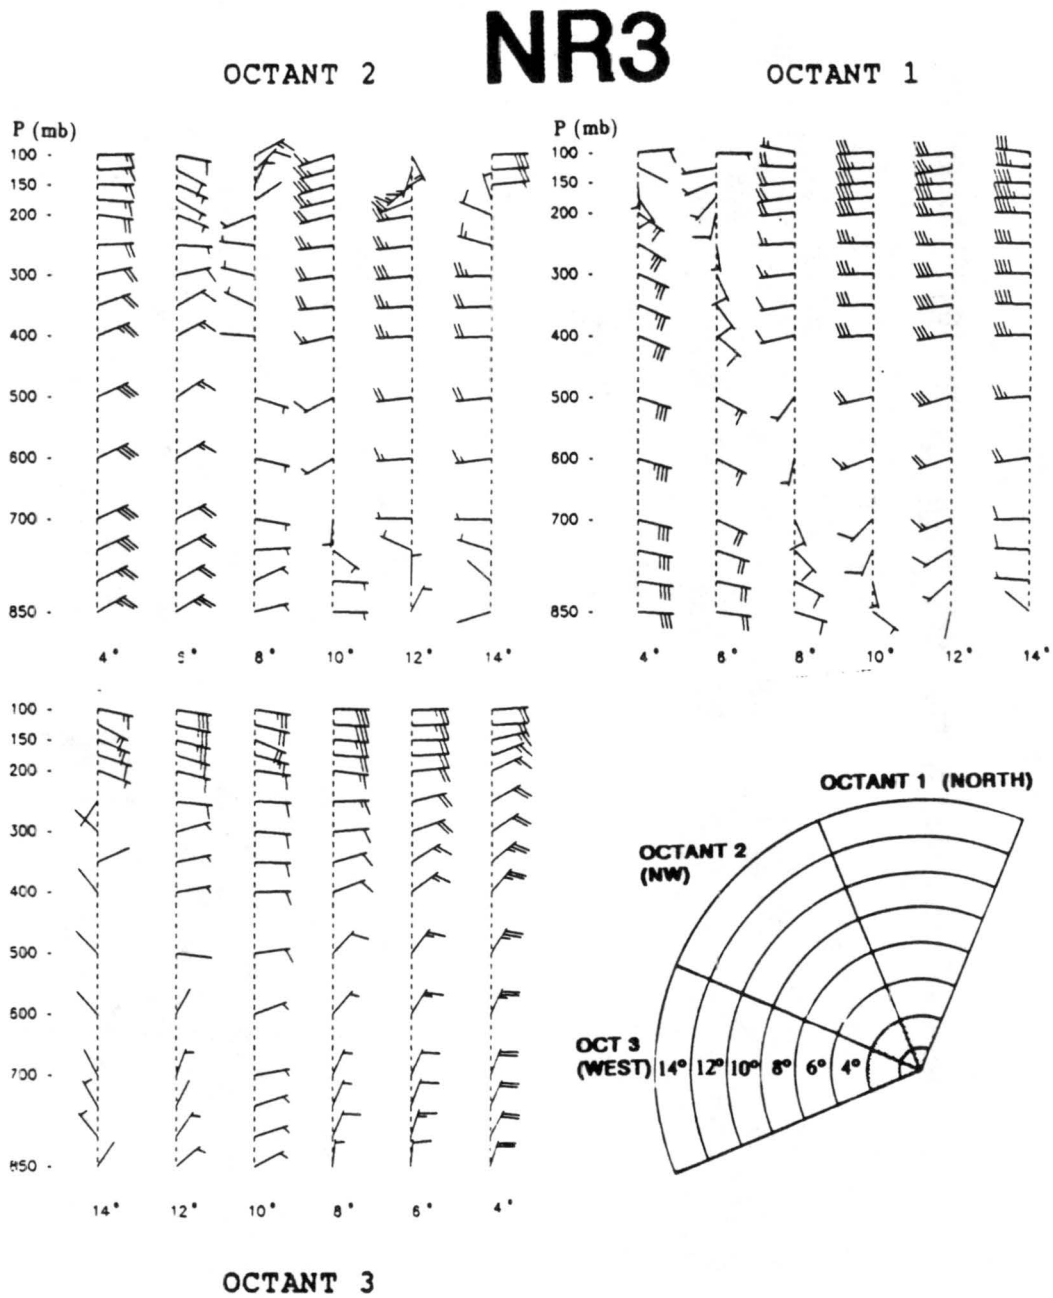 NR3
OCTANT 2
OCTANT 1
P (mb)
100 -
150 -
200 -
300 -
400 -
500 -
600 -
700 -
850 -
4° 8° 10° 12° 14°
P (mb)
100 -
150 -
200 -
300 -
400 -
500 -
600 -
700 -
850 -
4° 6° 8° 10° 12° 14°
100 -
150 -
200 -
300 -
400 -
500 -
600 -
700 -
850 -
14° 12° 10° 8° 6° 4°
OCTANT 3
OCTANT 1 (NORTH)
OCTANT 2
(NW)
OCT 3
(WEST) 14° 12° 10° 8° 6° 4°